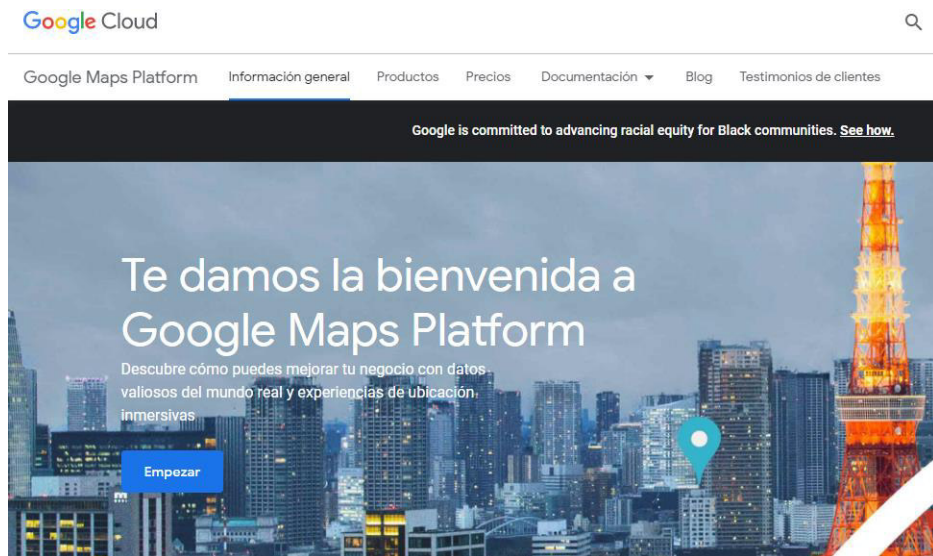 Google Cloud
Google Maps Platform Información general Productos Precios Documentación Blog Testimonios de clientes
Google is committed to advancing racial equity for Black communities. See how.
Te damos la bienvenida a
Google Maps Platform
Descubre cómo puedes mejorar tu negocio con datos
valiosos del mundo real y experiencias de ubicación
inmersivas
Empezar